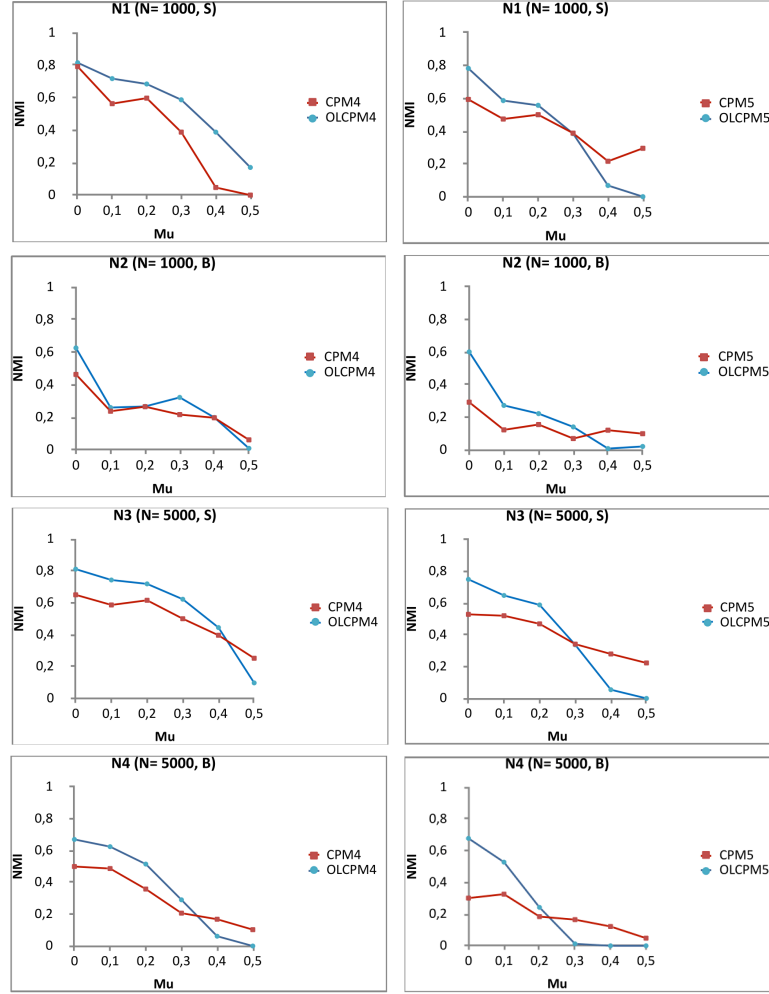 N1 (N= 1000, S)
1
0,8
0,6
0,4
0,2
0
NMI
0 0,1 0,2 0,3 0,4 0,5
Mu
CPM4
OLCPM4
N1 (N= 1000, S)
1
0,8
0,6
0,4
0,2
0
NMI
0 0,1 0,2 0,3 0,4 0,5
Mu
CPM5
OLCPM5
N2 (N= 1000, B)
1
0,8
0,6
0,4
0,2
0
NMI
0 0,1 0,2 0,3 0,4 0,5
Mu
CPM4
OLCPM4
N2 (N= 1000, B)
1
0,8
0,6
0,4
0,2
0
NMI
0 0,1 0,2 0,3 0,4 0,5
Mu
CPM5
OLCPM5
N3 (N= 5000, S)
1
0,8
0,6
0,4
0,2
0
NMI
0 0,1 0,2 0,3 0,4 0,5
Mu
CPM4
OLCPM4
N3 (N= 5000, S)
1
0,8
0,6
0,4
0,2
0
NMI
0 0,1 0,2 0,3 0,4 0,5
Mu
CPM5
OLCPM5
N4 (N= 5000, B)
1
0,8
0,6
0,4
0,2
0
NMI
0 0,1 0,2 0,3 0,4 0,5
Mu
CPM4
OLCPM4
N4 (N= 5000, B)
1
0,8
0,6
0,4
0,2
0
NMI
0 0,1 0,2 0,3 0,4 0,5
Mu
CPM5
OLCPM5